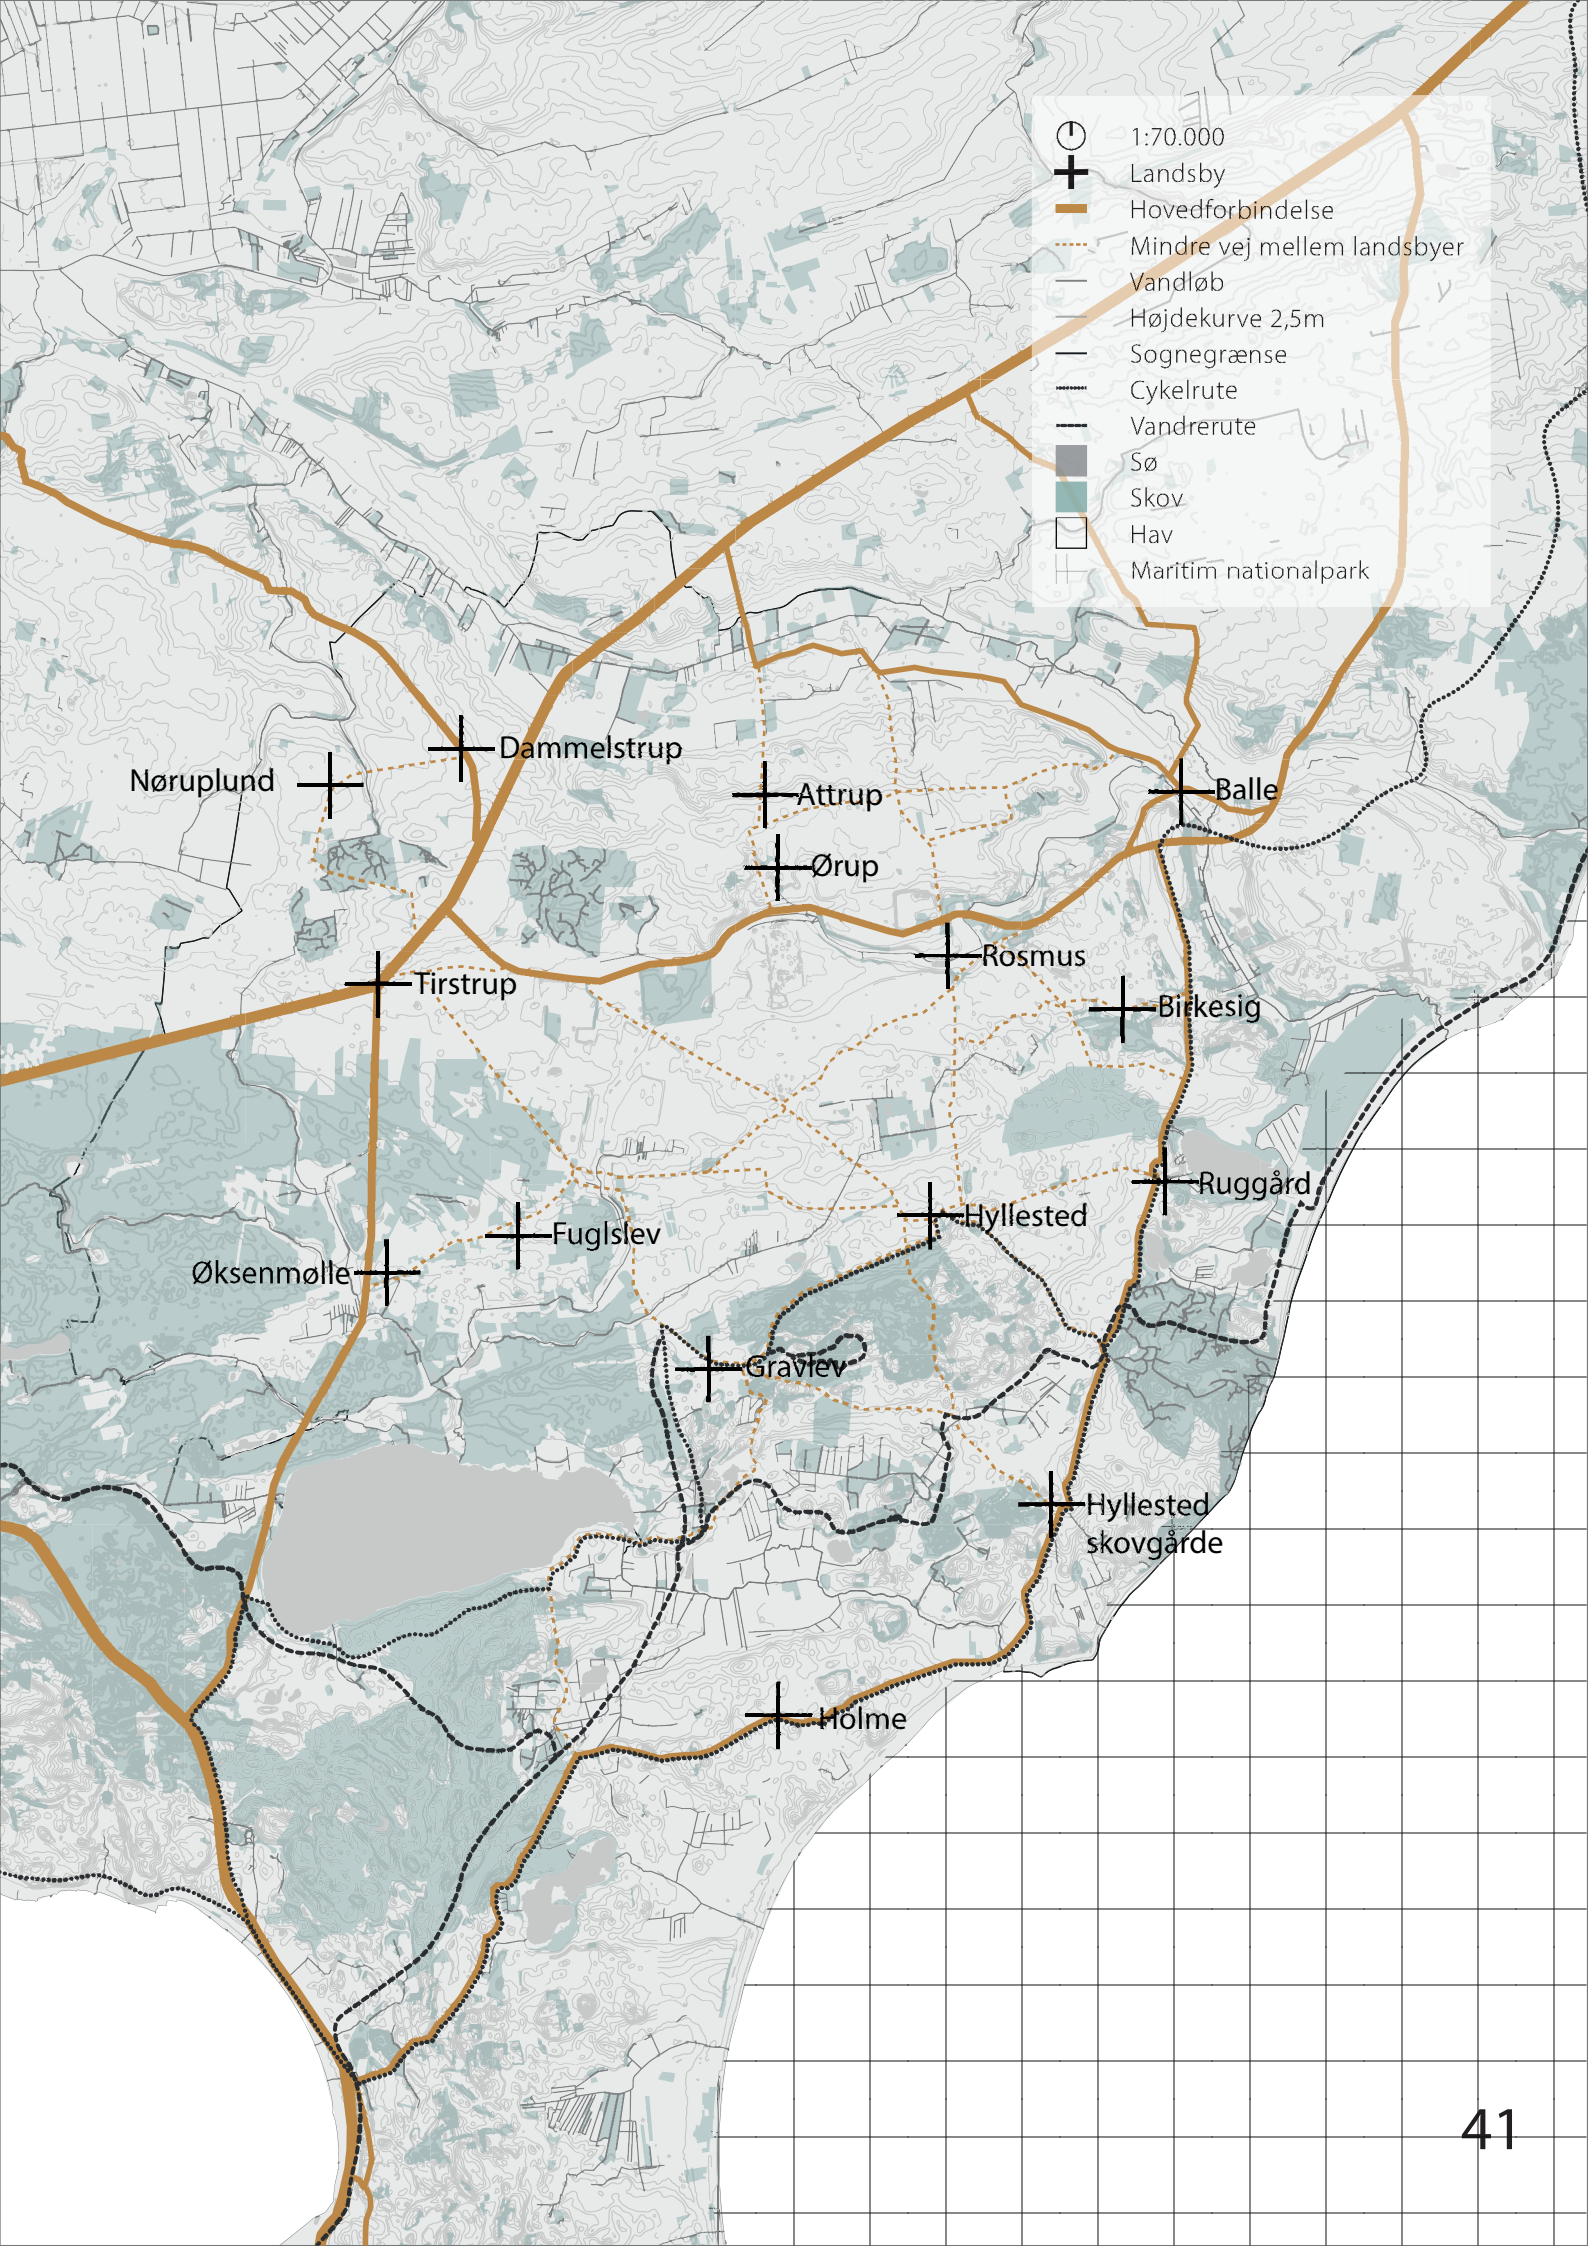 1:70.000
Landsby
Hovedforbindelse
Mindre vej mellem landsbyer
Vandløb
Højdekurve 2,5m
Sognegrænse
Cykelrute
Vandrerute
Sø
Skov
Hav
Maritim nationalpark
Dammelstrup
Nøruplund
Attrup
Balle
Ørup
Rosmus
Tirstrup
Birkesig
Ruggård
Hyllested
Fuglslev
Øksenmølle
Gravlev
Hyllested
skovgårde
Holme
41